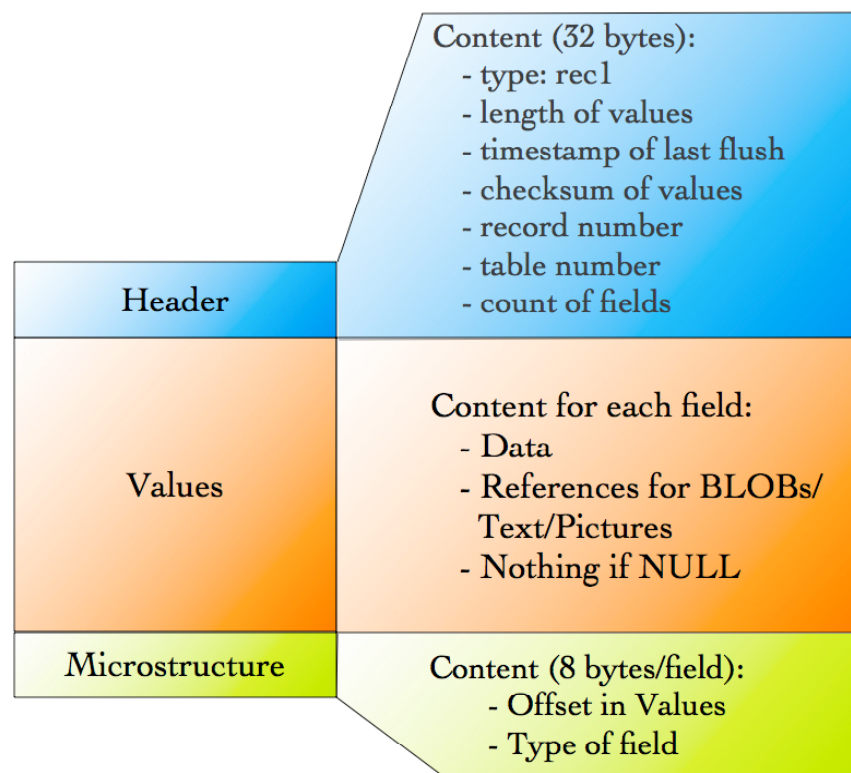 Content (32 bytes):
- type: rec1
- length of values
- timestamp of last flush
- checksum of values
- record number
- table number
- count of fields
Header
Values
Content for each field:
- Data
- References for BLOBs/
Text/Pictures
- Nothing if NULL
Microstructure
Content (8 bytes/field):
- Offset in Values
- Type of field